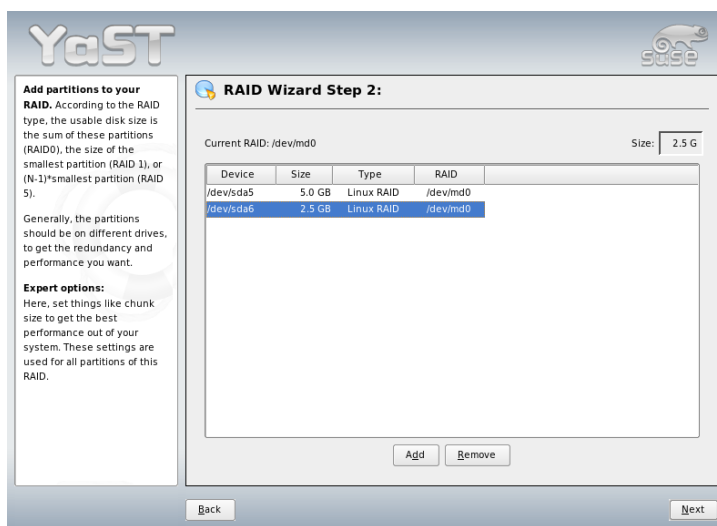 YaST
SUSE
Add partitions to your
RAID. According to the RAID
type, the usable disk size is
the sum of these partitions
(RAID0), the size of the
smallest partition (RAID 1), or
(N-1)*smallest partition (RAID
5).
Generally, the partitions
should be on different drives,
to get the redundancy and
performance you want.
Expert options:
Here, set things like chunk
size to get the best
performance out of your
system. These settings are
used for all partitions of this
RAID.
RAID Wizard Step 2:
Current RAID: /dev/md0 Size: 2.5 G
Device Size Type RAID
/dev/sda5 5.0 GB Linux RAID /dev/md0
/dev/sda6 2.5 GB Linux RAID /dev/md0
Add Remove
Back Next